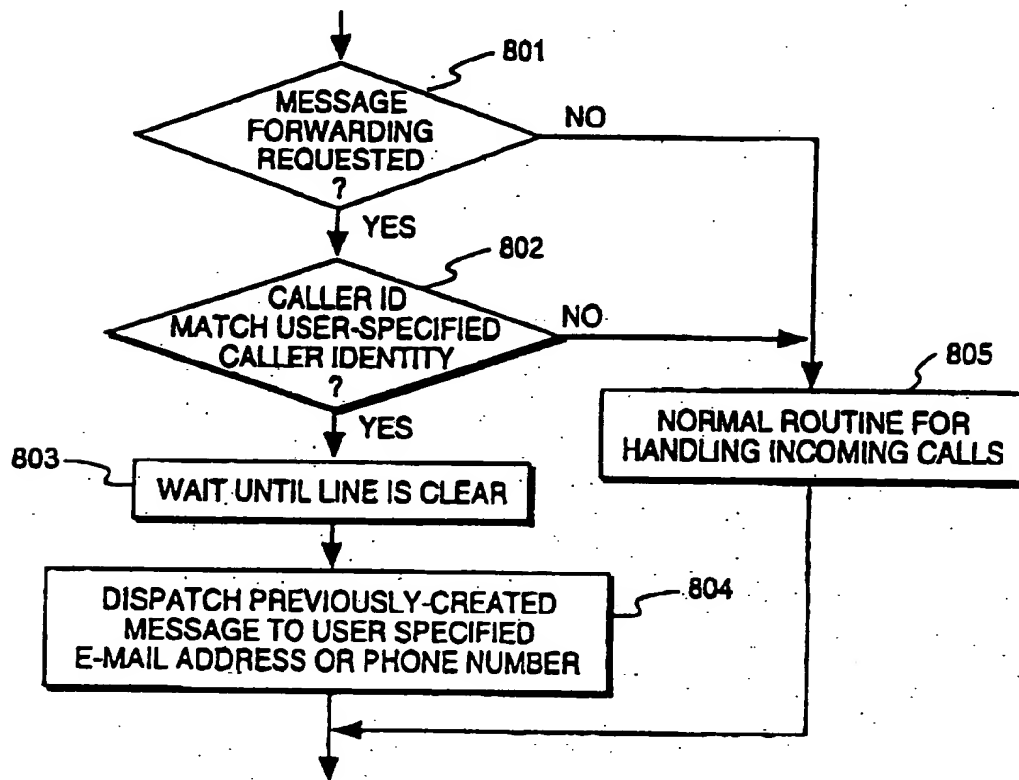 801
MESSAGE
FORWARDING
REQUESTED
?
NO
YES
802
CALLER ID
MATCH USER-SPECIFIED
CALLER IDENTITY
?
NO
YES
805
NORMAL ROUTINE FOR
HANDLING INCOMING CALLS
803
WAIT UNTIL LINE IS CLEAR
804
DISPATCH PREVIOUSLY-CREATED
MESSAGE TO USER SPECIFIED
E-MAIL ADDRESS OR PHONE NUMBER